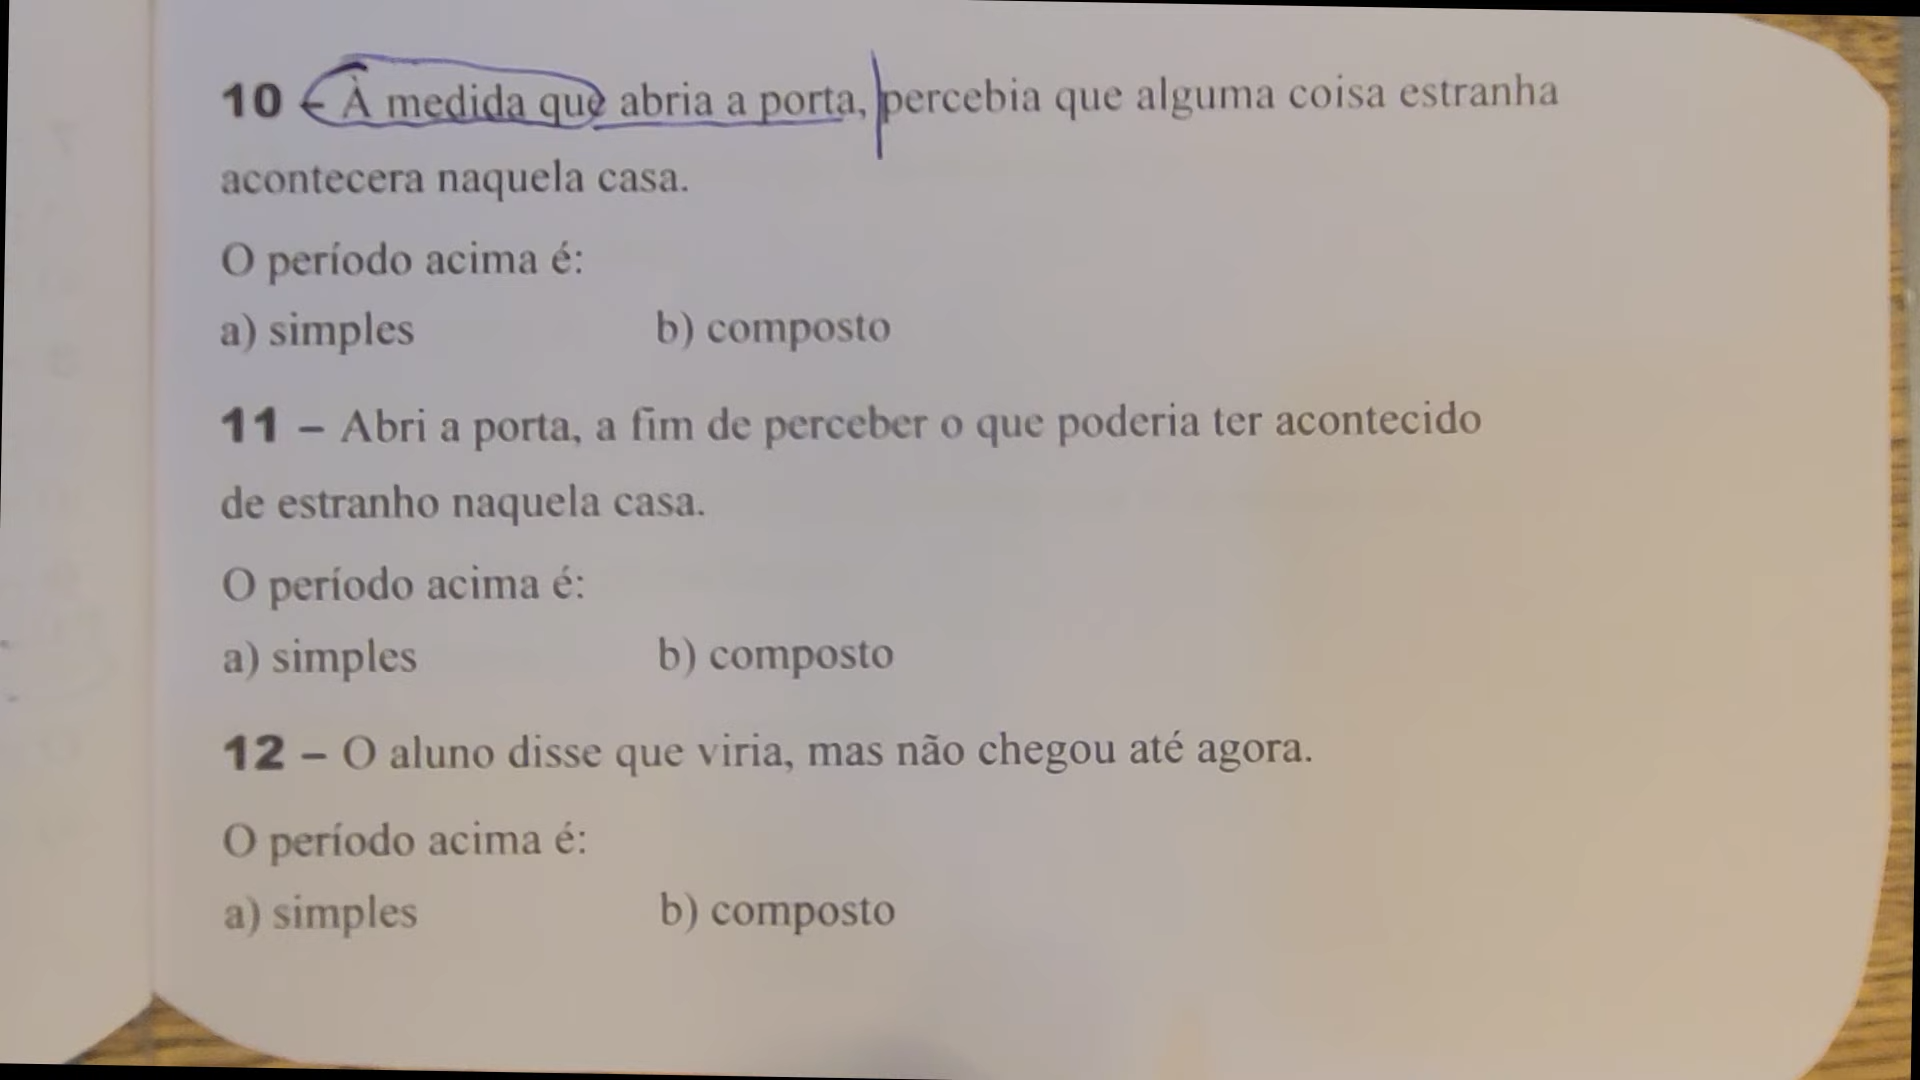 10 – À medida que abria a porta, percebia que alguma coisa estranha
acontecera naquela casa.
O período acima é:
a) simples b) composto
11 – Abri a porta, a fim de perceber o que poderia ter acontecido
de estranho naquela casa.
O período acima é:
a) simples b) composto
12 – O aluno disse que viria, mas não chegou até agora.
O período acima é:
a) simples b) composto